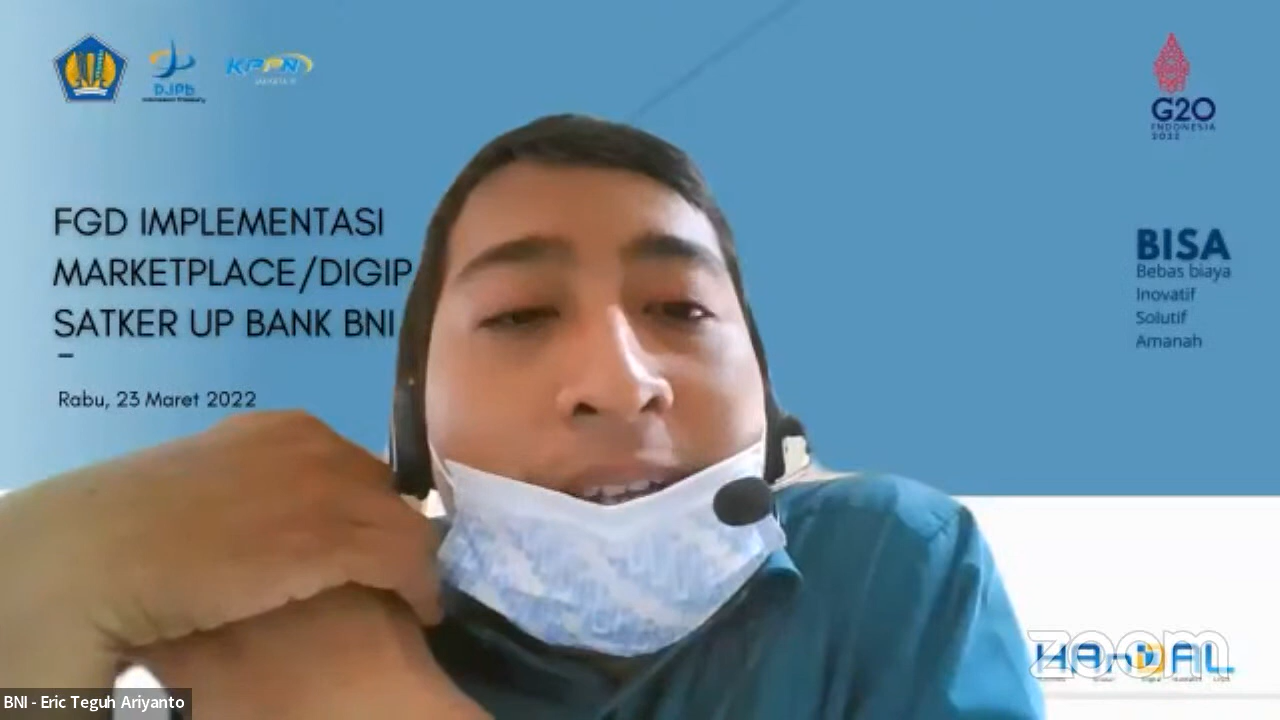 DJPb
KPPN
G20
INDONESIA
2022
FGD IMPLEMENTASI
MARKETPLACE/DIGIP
SATKER UP BANK BNI
Rabu, 23 Maret 2022
BISA
Bebas biaya
Inovatif
Solutif
Amanah
zoom
HAnDAL
BNI - Eric Teguh Ariyanto